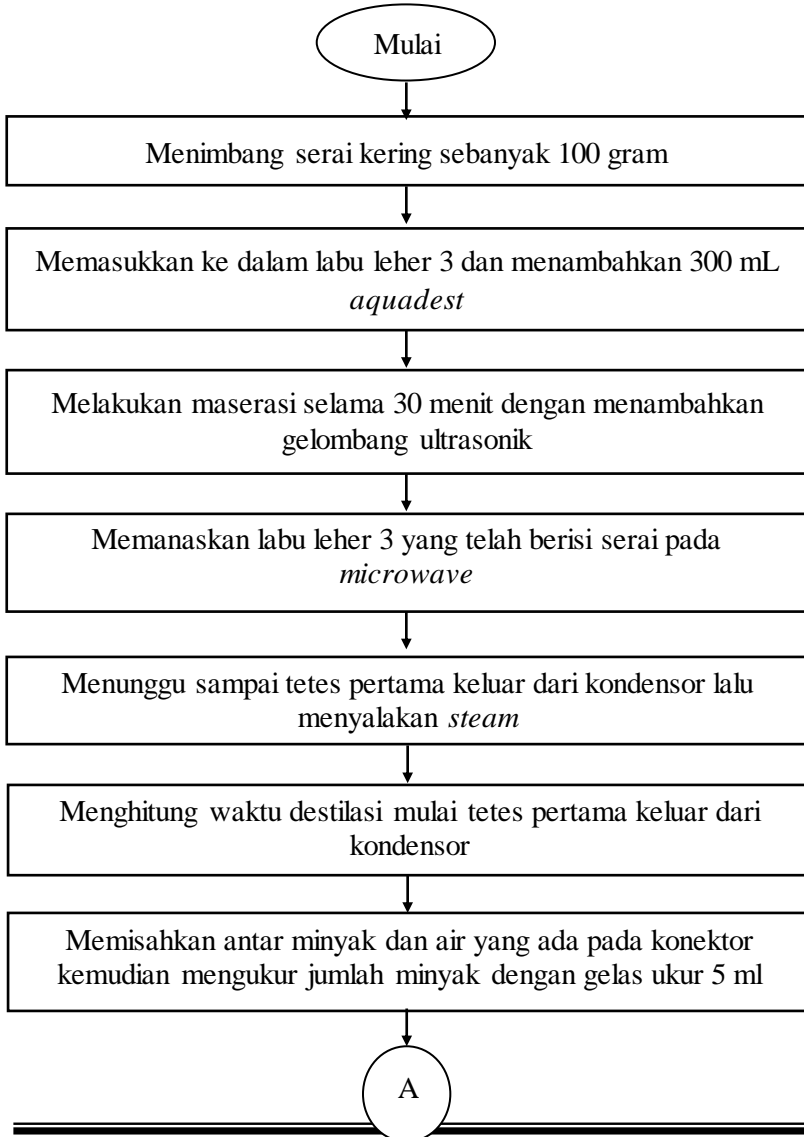 Mulai
Menimbang serai kering sebanyak 100 gram
Memasukkan ke dalam labu leher 3 dan menambahkan 300 mL
aquadest
Melakukan maserasi selama 30 menit dengan menambahkan
gelombang ultrasonik
Memanaskan labu leher 3 yang telah berisi serai pada
microwave
Menunggu sampai tetes pertama keluar dari kondensor lalu
menyalakan steam
Menghitung waktu destilasi mulai tetes pertama keluar dari
kondensor
Memisahkan antar minyak dan air yang ada pada konektor
kemudian mengukur jumlah minyak dengan gelas ukur 5 ml
A